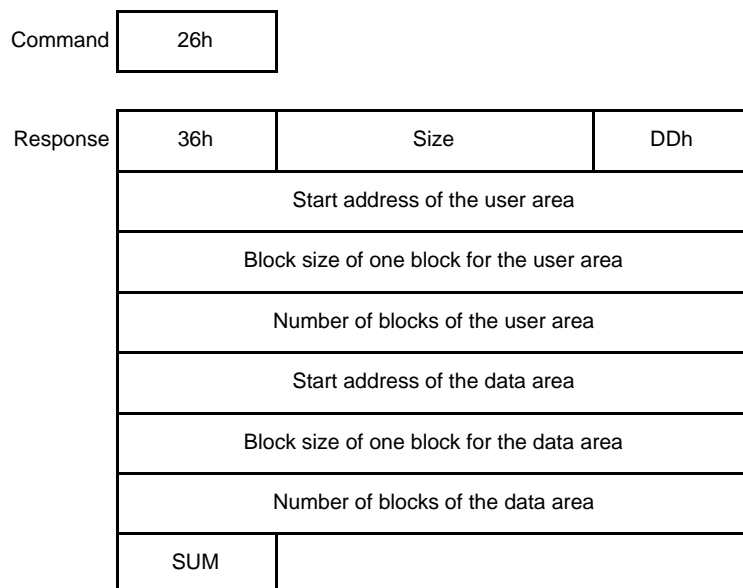 Command 26h
Response 36h Size DDh
Start address of the user area
Block size of one block for the user area
Number of blocks of the user area
Start address of the data area
Block size of one block for the data area
Number of blocks of the data area
SUM